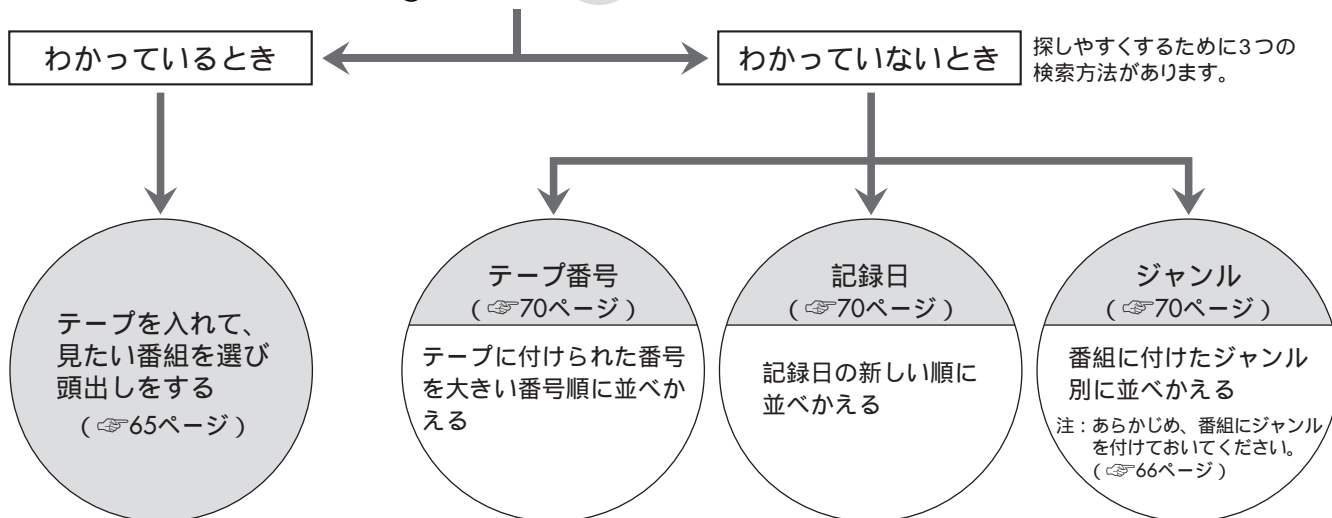 わかっているとき
わかっていないとき
探しやすくするために3つの
検索方法があります。
テープを入れて、
見たい番組を選び
頭出しをする
(☞65ページ)
テープ番号
(☞70ページ)
テープに付けられた番号
を大きい番号順に並べか
える
記録日
(☞70ページ)
記録日の新しい順に
並べかえる
ジャンル
(☞70ページ)
番組に付けたジャンル
別に並べかえる
注:あらかじめ、番組にジャンル
を付けておいてください。
(☞66ページ)